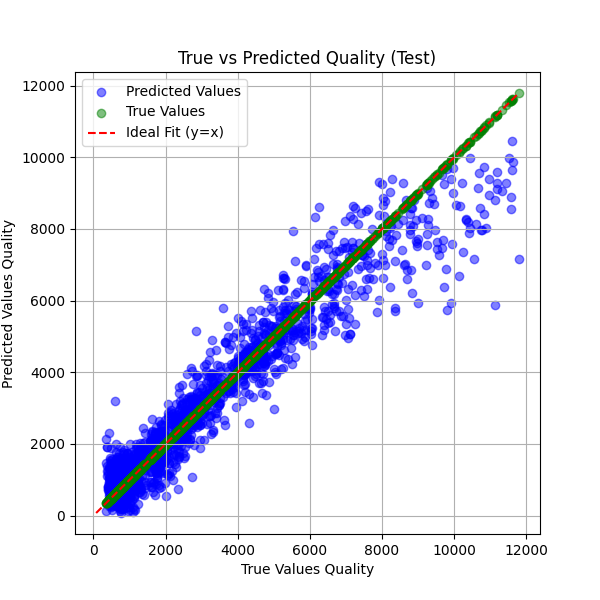 True vs Predicted Quality (Test)
Predicted Values
True Values
Ideal Fit (y=x)
12000
10000
8000
6000
4000
2000
0
Predicted Values Quality
0 2000 4000 6000 8000 10000 12000
True Values Quality